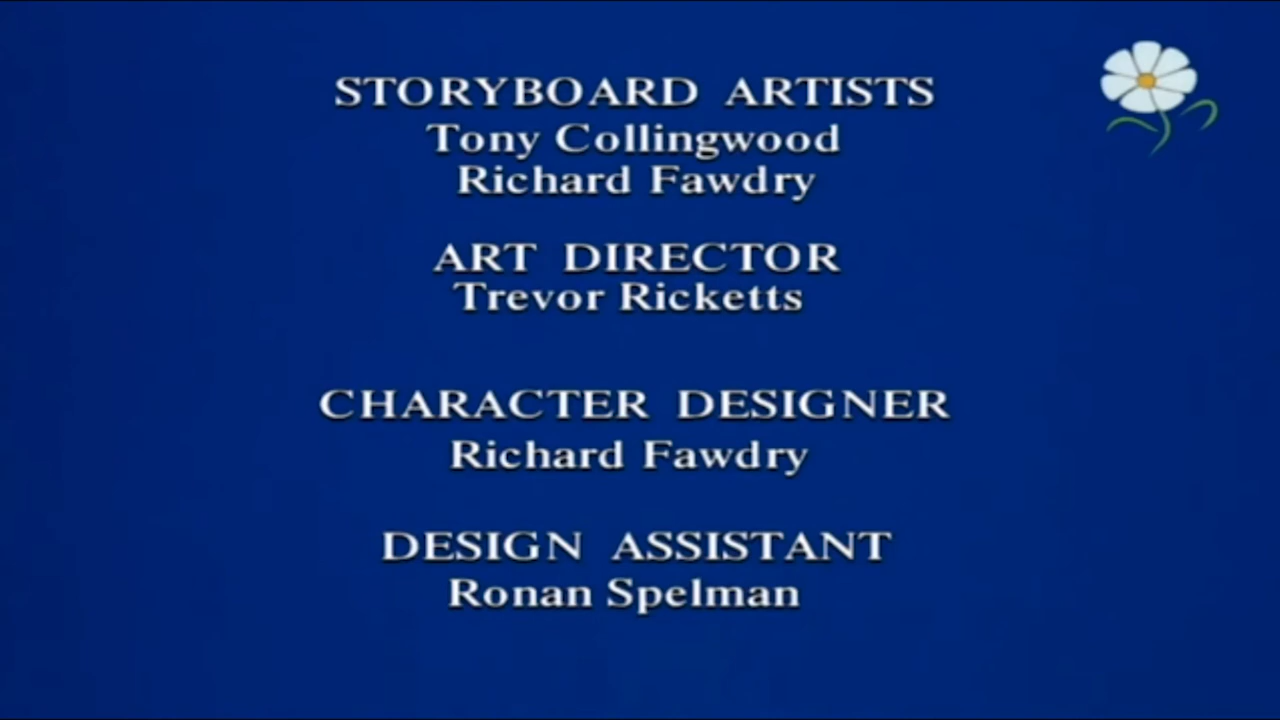 STORYBOARD ARTISTS
Tony Collingwood
Richard Fawdry
ART DIRECTOR
Trevor Ricketts
CHARACTER DESIGNER
Richard Fawdry
DESIGN ASSISTANT
Ronan Spelman